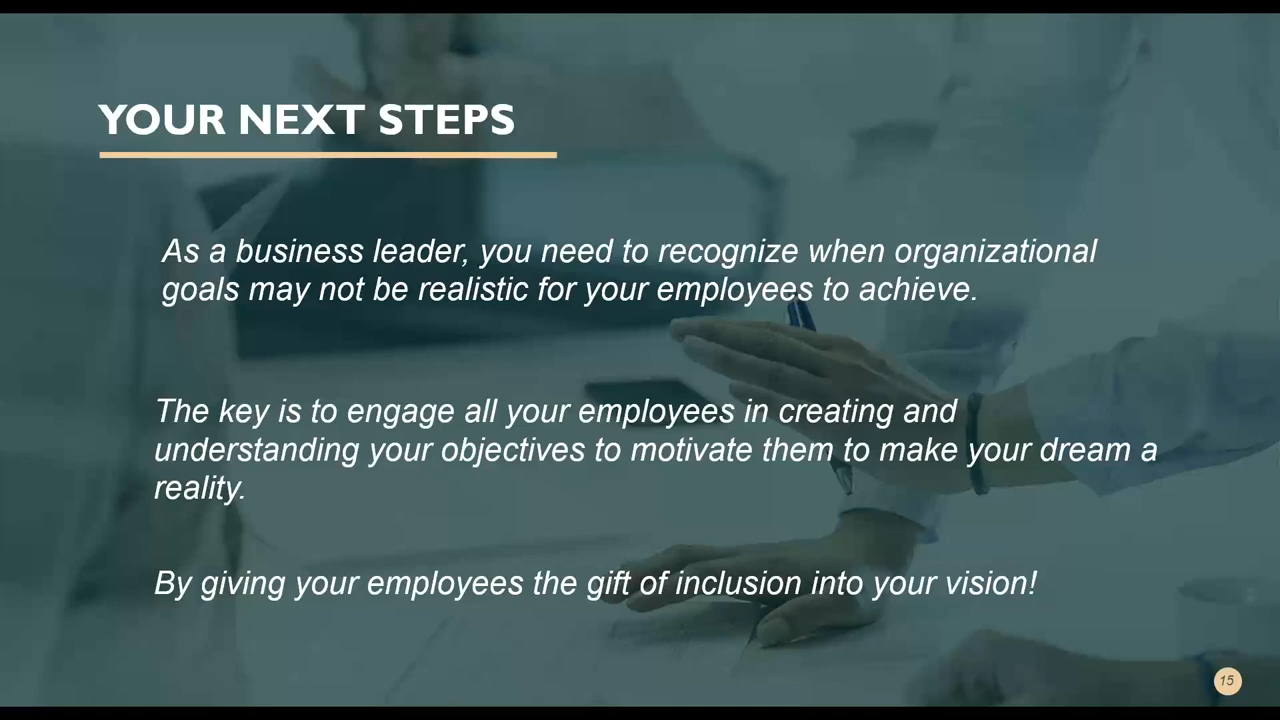 YOUR NEXT STEPS
As a business leader, you need to recognize when organizational
goals may not be realistic for your employees to achieve.
The key is to engage all your employees in creating and
understanding your objectives to motivate them to make your dream a
reality.
By giving your employees the gift of inclusion into your vision!
15